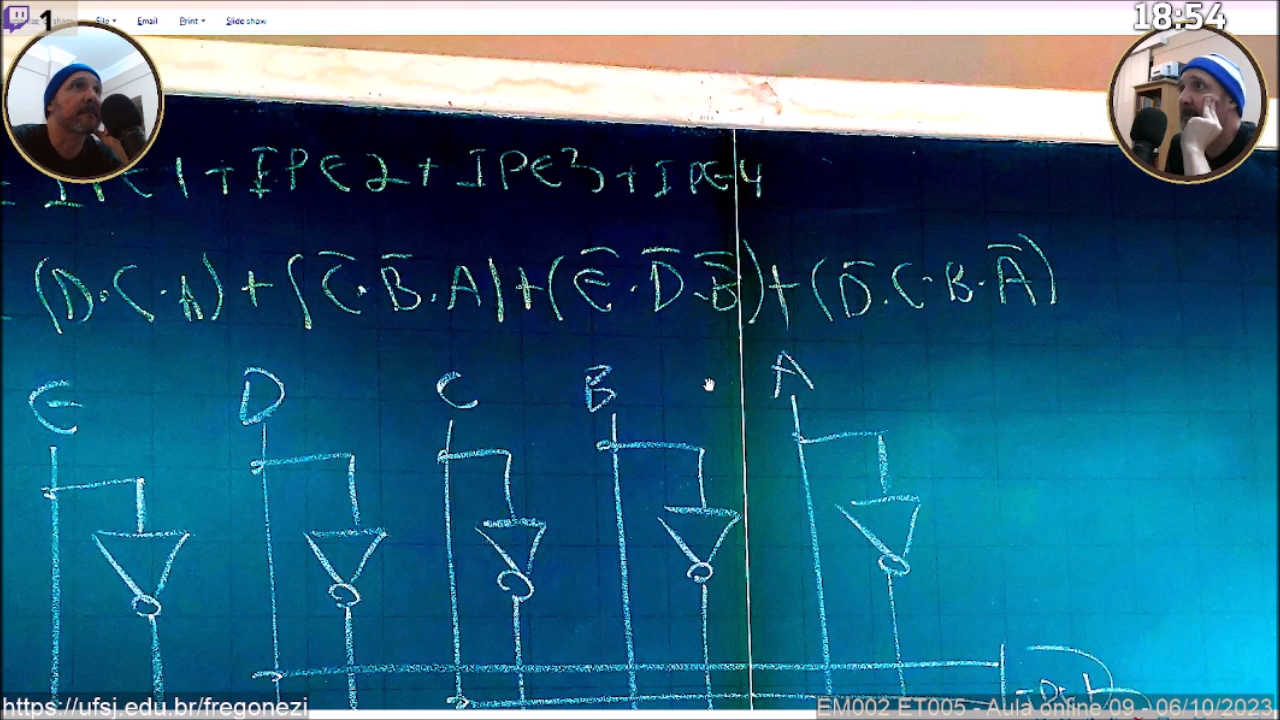 1 18:54
File Email Print Slide show
= IPE1 + IPE2 + IPE3 + IPE4
= (D·C·A) + (C̅·B̅·A) + (E̅·D̅·B̅) + (D̅·C·B·A̅)
E D C B A
https://ufsj.edu.br/fregonezi EM002 ET005 - Aula online 09 - 06/10/2023